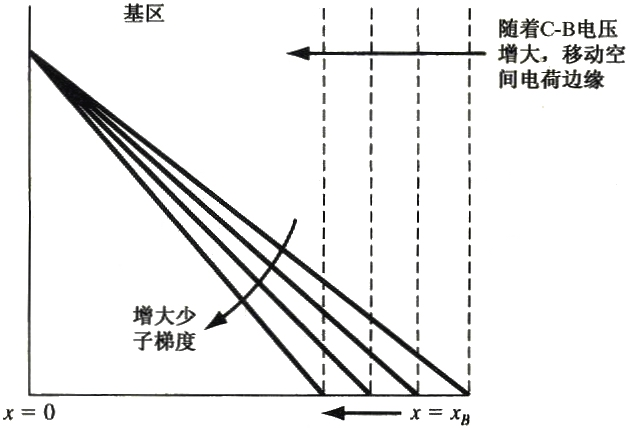 基区
随着C-B电压
增大，移动空
间电荷边缘
增大少
子梯度
x = 0
x = xB